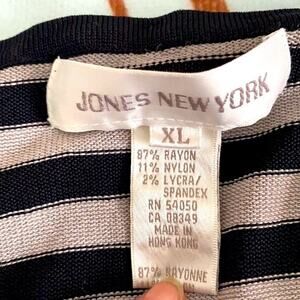 JONES NEW YORK
XL
87% RAYON
11% NYLON
2% LYCRA/
SPANDEX
RN 54050
CA 08349
MADE IN
HONG KONG
87% RAYONNE